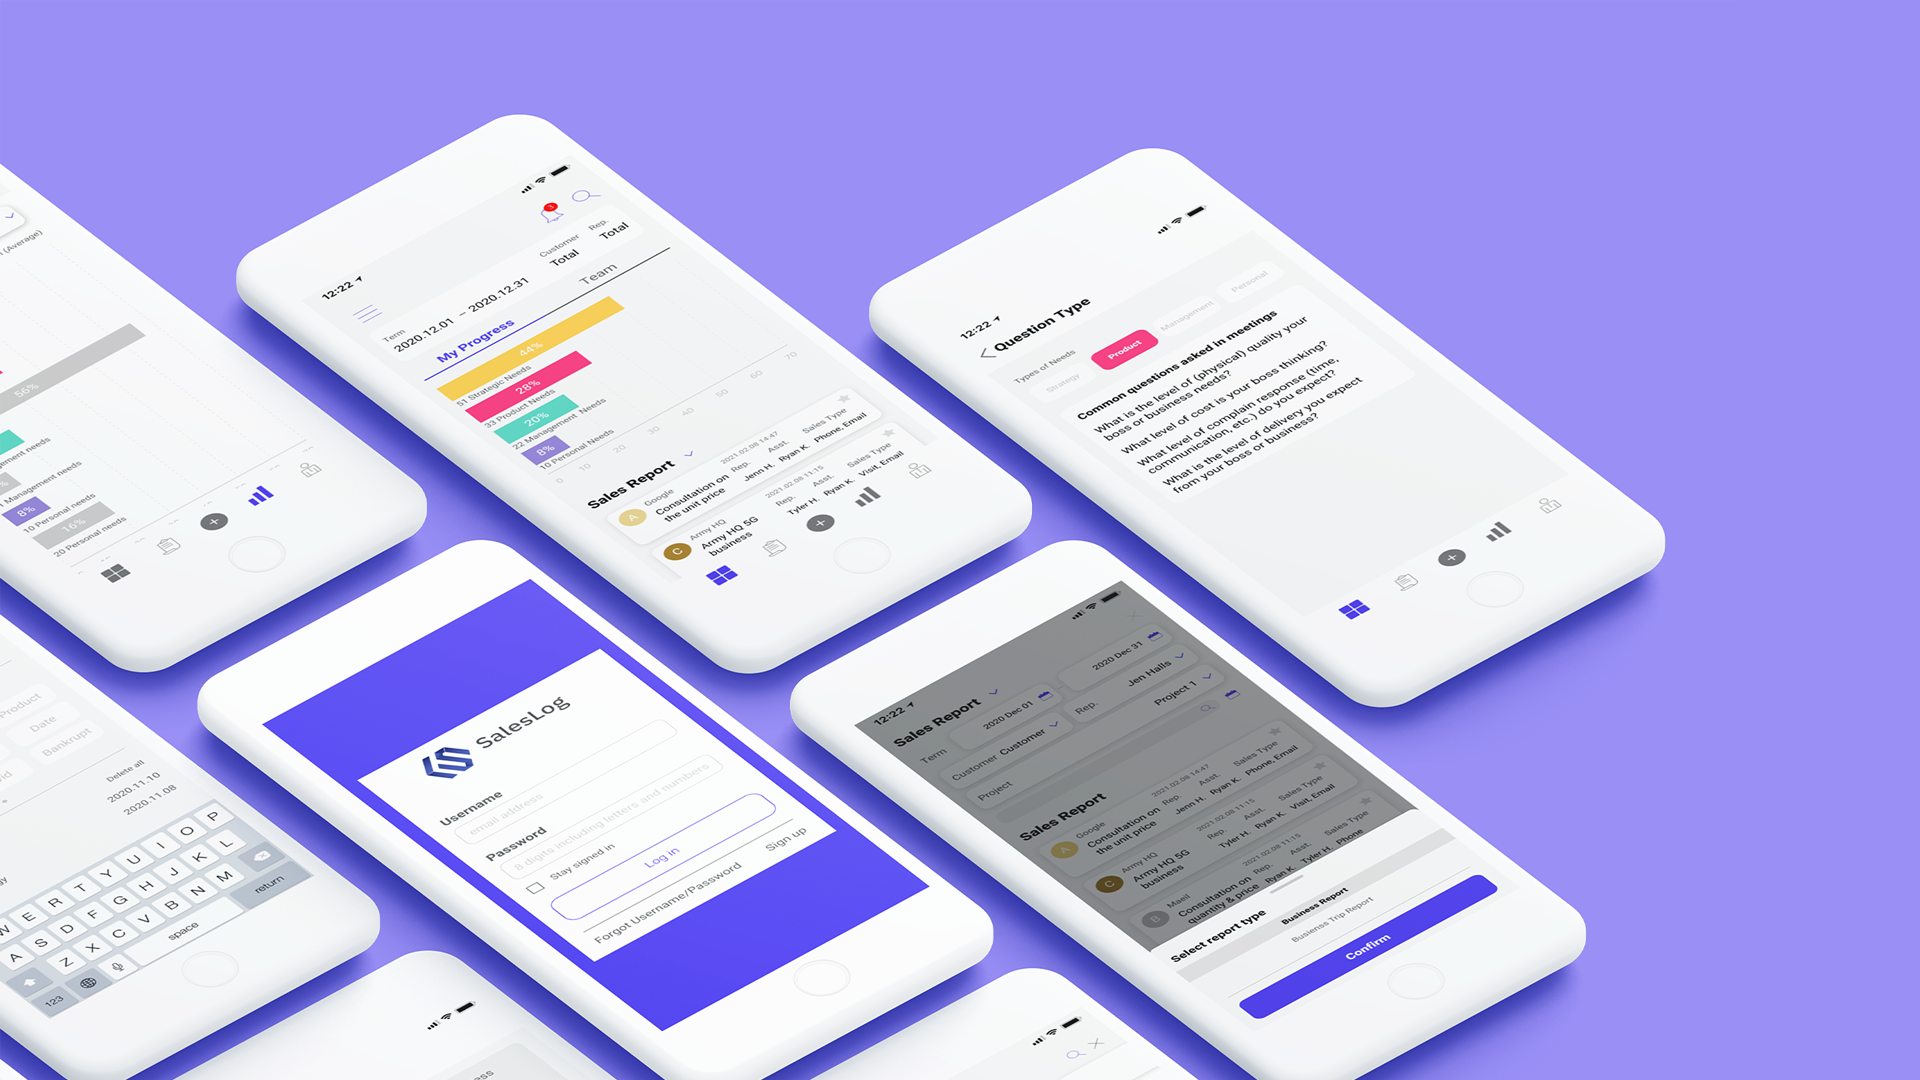 (Average)
56%
Management needs
8%
10 Personal needs
16%
20 Personal needs
12:22
3
Term
2020.12.01 – 2020.12.31
Customer
Total
Rep.
Total
My Progress
Team
44%
51 Strategic Needs
28%
33 Product Needs
20%
22 Management Needs
8%
10 Personal Needs
0
10
20
30
40
50
60
70
Sales Report
A
Google
2021.02.08 14:47
Consultation on
the unit price
Rep.
Jenn H.
Asst.
Ryan K.
Sales Type
Phone, Email
C
Army HQ
2021.02.08 11:15
Army HQ 5G
business
Rep.
Tyler H.
Asst.
Ryan K.
Sales Type
Visit, Email
12:22
Question Type
Types of Needs
Strategy
Product
Management
Personal
Common questions asked in meetings
What is the level of (physical) quality your
boss or business needs?
What level of cost is your boss thinking?
What level of complain response (time,
communication, etc.) do you expect?
What is the level of delivery you expect
from your boss or business?
Product
Date
Bankrupt
Delete all
2020.11.10
2020.11.08
W E R T Y U I O P
A S D F G H J K L
Z X C V B N M
123
space
return
SalesLog
Username
email address
Password
8 digits including letters and numbers
Stay signed in
Log in
Forgot Username/Password
Sign up
12:22
Sales Report
Term
2020 Dec 01
2020 Dec 31
Customer Customer
Rep.
Jen Halls
Project
Project 1
Sales Report
A
Google
2021.02.08 14:47
Consultation on
the unit price
Rep.
Jenn H.
Asst.
Ryan K.
Sales Type
Phone, Email
C
Army HQ
2021.02.08 11:15
Army HQ 5G
business
Rep.
Tyler H.
Asst.
Ryan K.
Sales Type
Visit, Email
B
Mael
2021.02.08 11:15
Consultation on
quantity & price
Rep.
Ryan K.
Asst.
Tyler H.
Sales Type
Phone
Select report type
Business Report
Busienss Trip Report
Confirm